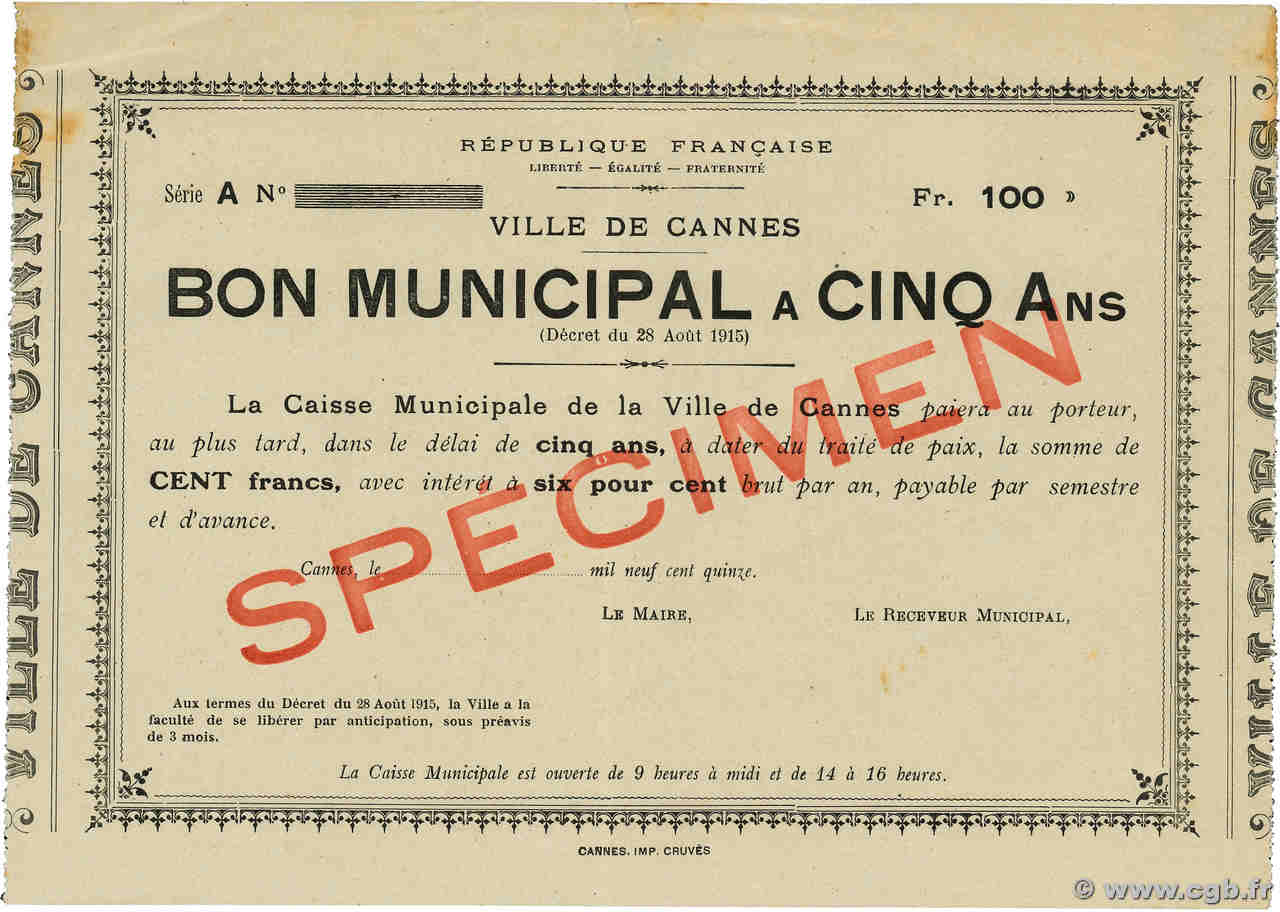 RÉPUBLIQUE FRANÇAISE
LIBERTÉ — ÉGALITÉ — FRATERNITÉ
Série A No
Fr. 100 »
VILLE DE CANNES
BON MUNICIPAL A CINQ ANS
(Décret du 28 Août 1915)
La Caisse Municipale de la Ville de Cannes paiera au porteur,
au plus tard, dans le délai de cinq ans, à dater du traité de paix, la somme de
CENT francs, avec intérêt à six pour cent brut par an, payable par semestre
et d'avance.
Cannes, le ........ mil neuf cent quinze.
LE MAIRE,
LE RECEVEUR MUNICIPAL,
SPÉCIMEN
Aux termes du Décret du 28 Août 1915, la Ville a la
faculté de se libérer par anticipation, sous préavis
de 3 mois.
La Caisse Municipale est ouverte de 9 heures à midi et de 14 à 16 heures.
CANNES. IMP. CRUVÈS
VILLE DE CANNES
VILLE DE CANNES
© www.cgb.fr